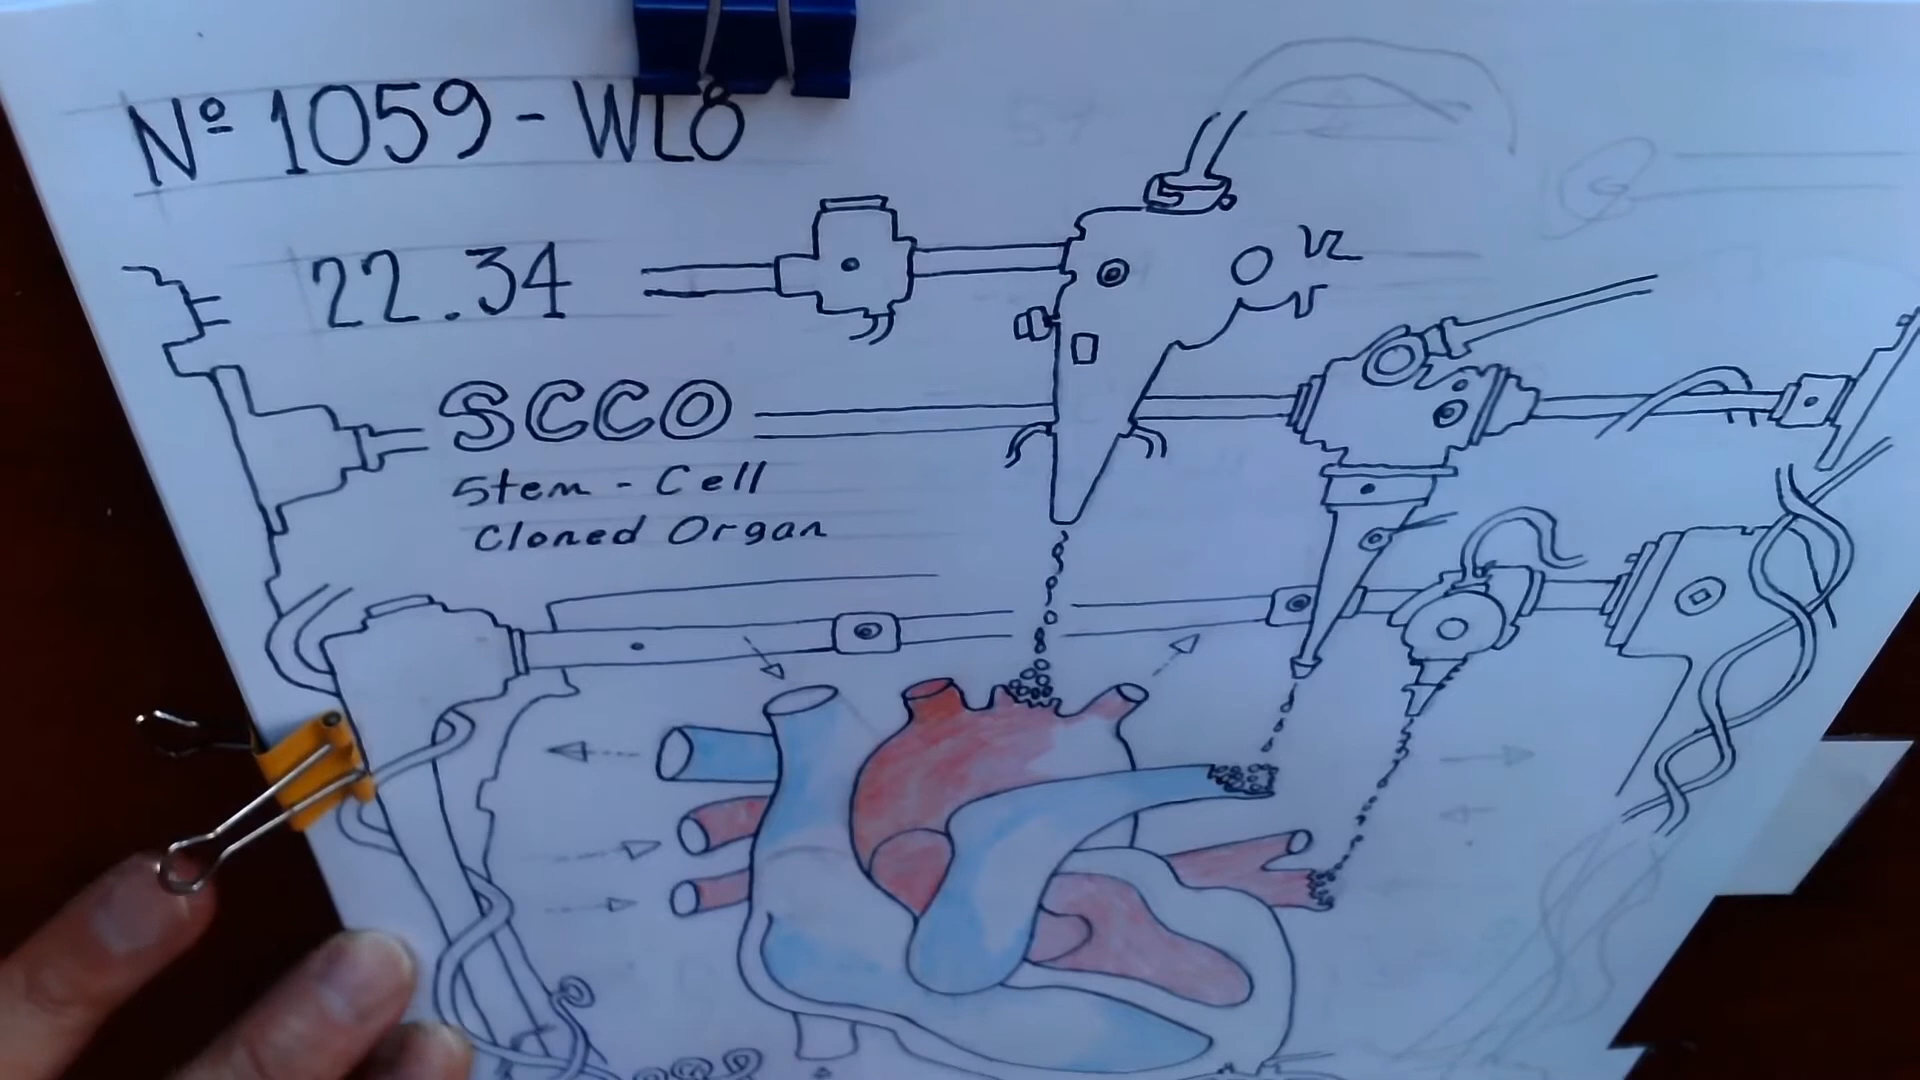 Nº 1059 - WL8
22.34
SCCO
Stem - Cell
Cloned Organ